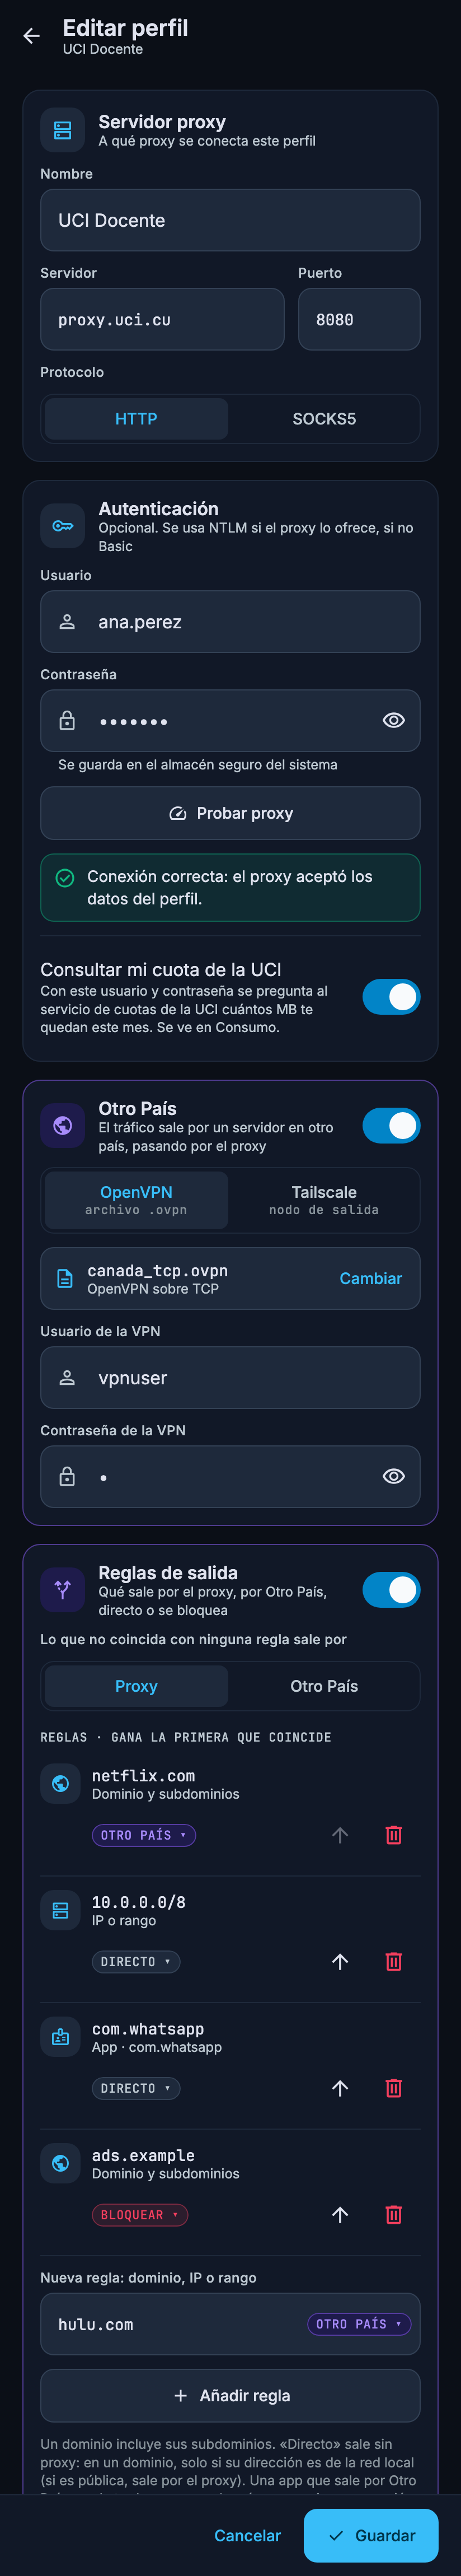 Editar perfil
UCI Docente
Servidor proxy
A qué proxy se conecta este perfil
Nombre
UCI Docente
Servidor
Puerto
proxy.uci.cu
8080
Protocolo
HTTP
SOCKS5
Autenticación
Opcional. Se usa NTLM si el proxy lo ofrece, si no
Basic
Usuario
ana.perez
Contraseña
•••••••
Se guarda en el almacén seguro del sistema
Probar proxy
Conexión correcta: el proxy aceptó los
datos del perfil.
Consultar mi cuota de la UCI
Con este usuario y contraseña se pregunta al
servicio de cuotas de la UCI cuántos MB te
quedan este mes. Se ve en Consumo.
Otro País
El tráfico sale por un servidor en otro
país, pasando por el proxy
OpenVPN
archivo .ovpn
Tailscale
nodo de salida
canada_tcp.ovpn
OpenVPN sobre TCP
Cambiar
Usuario de la VPN
vpnuser
Contraseña de la VPN
•
Reglas de salida
Qué sale por el proxy, por Otro País,
directo o se bloquea
Lo que no coincida con ninguna regla sale por
Proxy
Otro País
REGLAS · GANA LA PRIMERA QUE COINCIDE
netflix.com
Dominio y subdominios
OTRO PAÍS ▾
10.0.0.0/8
IP o rango
DIRECTO ▾
com.whatsapp
App · com.whatsapp
DIRECTO ▾
ads.example
Dominio y subdominios
BLOQUEAR ▾
Nueva regla: dominio, IP o rango
hulu.com
OTRO PAÍS ▾
Añadir regla
Un dominio incluye sus subdominios. «Directo» sale sin
proxy: en un dominio, solo si su dirección es de la red local
(si es pública, sale por el proxy). Una app que sale por Otro
Cancelar
Guardar